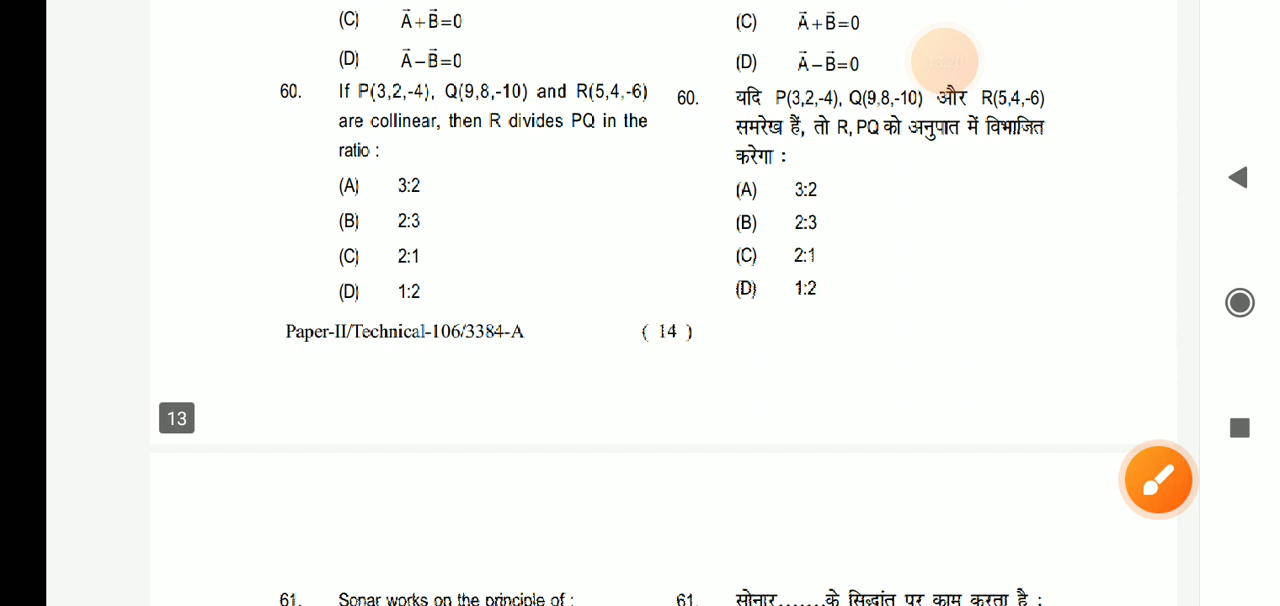 (C) A⃗+B⃗=0
(D) A⃗−B⃗=0
60. If P(3,2,-4), Q(9,8,-10) and R(5,4,-6)
are collinear, then R divides PQ in the
ratio :
(A) 3:2
(B) 2:3
(C) 2:1
(D) 1:2
(C) A⃗+B⃗=0
(D) A⃗−B⃗=0
60. यदि P(3,2,-4), Q(9,8,-10) और R(5,4,-6)
समरेख हैं, तो R, PQ को अनुपात में विभाजित
करेगा :
(A) 3:2
(B) 2:3
(C) 2:1
(D) 1:2
Paper-II/Technical-106/3384-A ( 14 )
13
61. Sonar works on the principle of :
61. सोनार.......के सिद्धांत पर काम करता है :